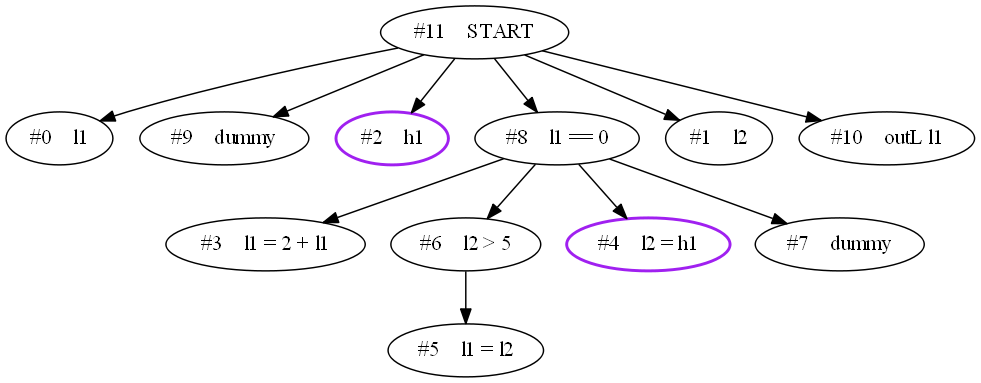 #11 START
#0 l1
#9 dummy
#2 h1
#8 l1 == 0
#1 l2
#10 outL l1
#3 l1 = 2 + l1
#6 l2 > 5
#4 l2 = h1
#7 dummy
#5 l1 = l2